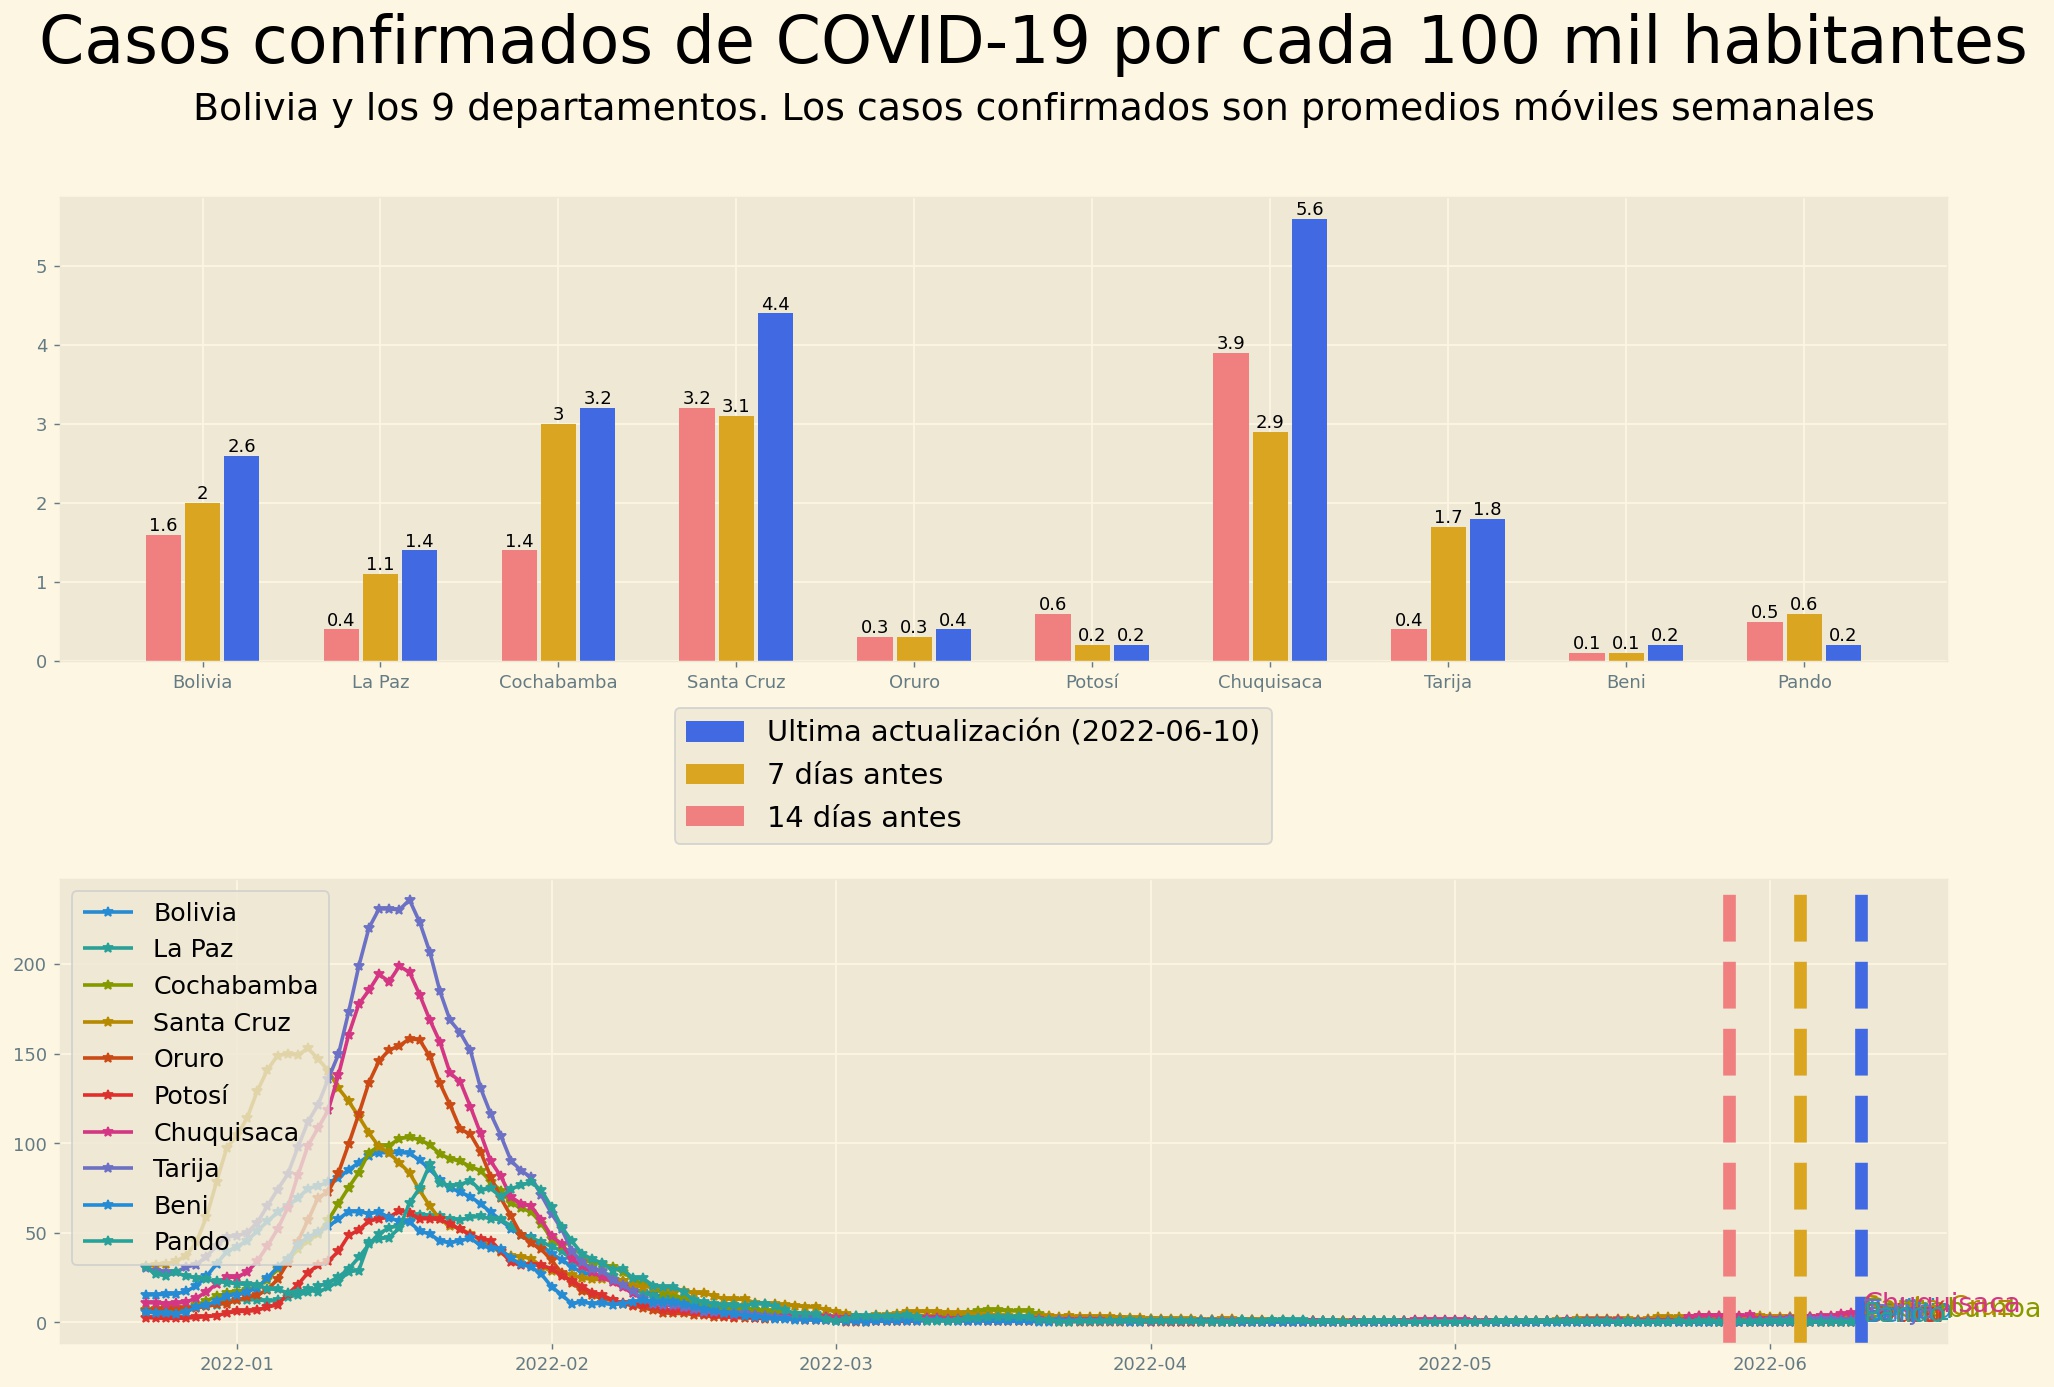 Casos confirmados de COVID-19 por cada 100 mil habitantes
Bolivia y los 9 departamentos. Los casos confirmados son promedios móviles semanales
5.6
5
4.4
4
3.9
3.2
3.2
3.1
3
3
2.9
2.6
2
2
1.6
1.7
1.8
1.4
1.4
1.1
1
0.4
0.3
0.3
0.4
0.6
0.2
0.2
0.4
0.1
0.1
0.2
0.5
0.6
0.2
0
Bolivia La Paz Cochabamba Santa Cruz Oruro Potosí Chuquisaca Tarija Beni Pando
Ultima actualización (2022-06-10)
7 días antes
14 días antes
Bolivia
La Paz
Cochabamba
Santa Cruz
Oruro
Potosí
Chuquisaca
Tarija
Beni
Pando
200
150
100
50
0
Chuquisaca
2022-01 2022-02 2022-03 2022-04 2022-05 2022-06